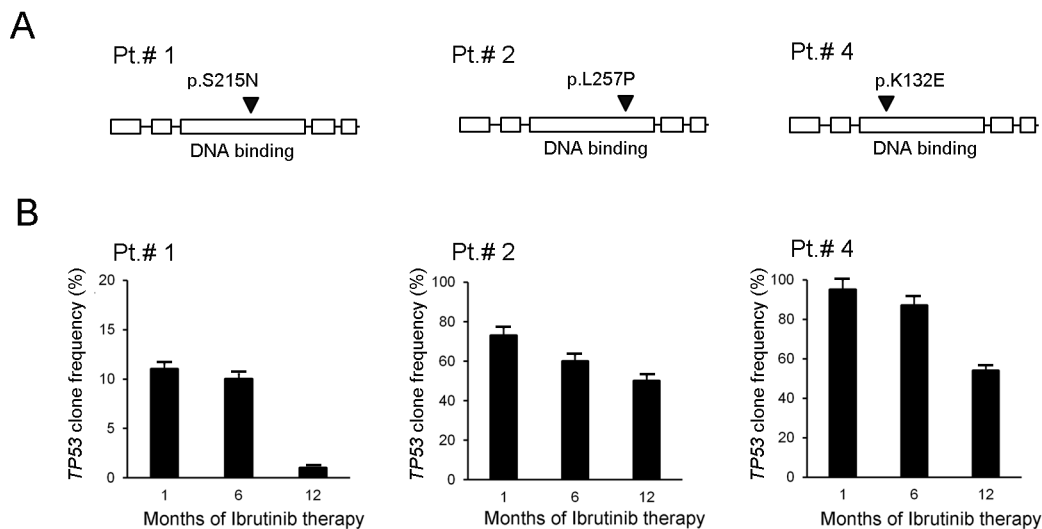 A
Pt.# 1
Pt.# 2
Pt.# 4
p.S215N
p.L257P
p.K132E
DNA binding
DNA binding
DNA binding
B
Pt.# 1
TP53 clone frequency (%)
20
15
10
5
0
1 6 12
Months of Ibrutinib therapy
Pt.# 2
TP53 clone frequency (%)
100
80
60
40
20
0
1 6 12
Months of Ibrutinib therapy
Pt.# 4
TP53 clone frequency (%)
100
80
60
40
20
0
1 6 12
Months of Ibrutinib therapy